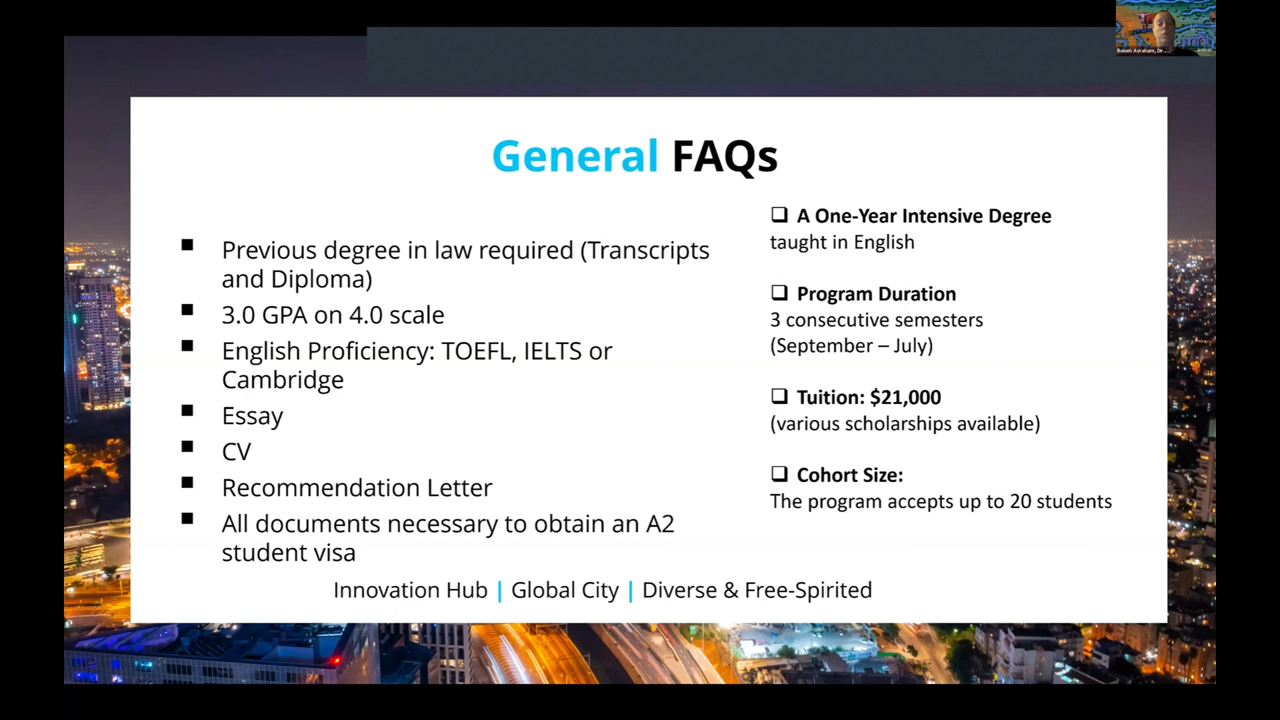 Ronen Avraham, Dir...
General FAQs
Previous degree in law required (Transcripts
and Diploma)
3.0 GPA on 4.0 scale
English Proficiency: TOEFL, IELTS or
Cambridge
Essay
CV
Recommendation Letter
All documents necessary to obtain an A2
student visa
❑ A One-Year Intensive Degree
taught in English
❑ Program Duration
3 consecutive semesters
(September – July)
❑ Tuition: $21,000
(various scholarships available)
❑ Cohort Size:
The program accepts up to 20 students
Innovation Hub | Global City | Diverse & Free-Spirited